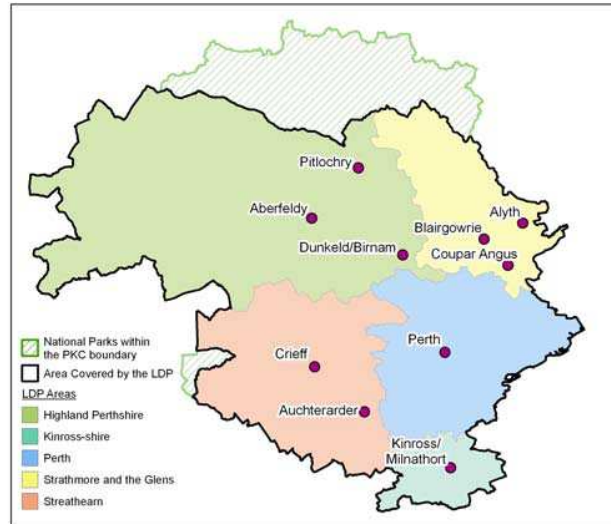 Pitlochry
Aberfeldy
Alyth
Blairgowrie
Dunkeld/Birnam
Coupar Angus
Perth
Crieff
Auchterarder
Kinross/
Milnathort
National Parks within
the PKC boundary
Area Covered by the LDP
LDP Areas
Highland Perthshire
Kinross-shire
Perth
Strathmore and the Glens
Streathearn